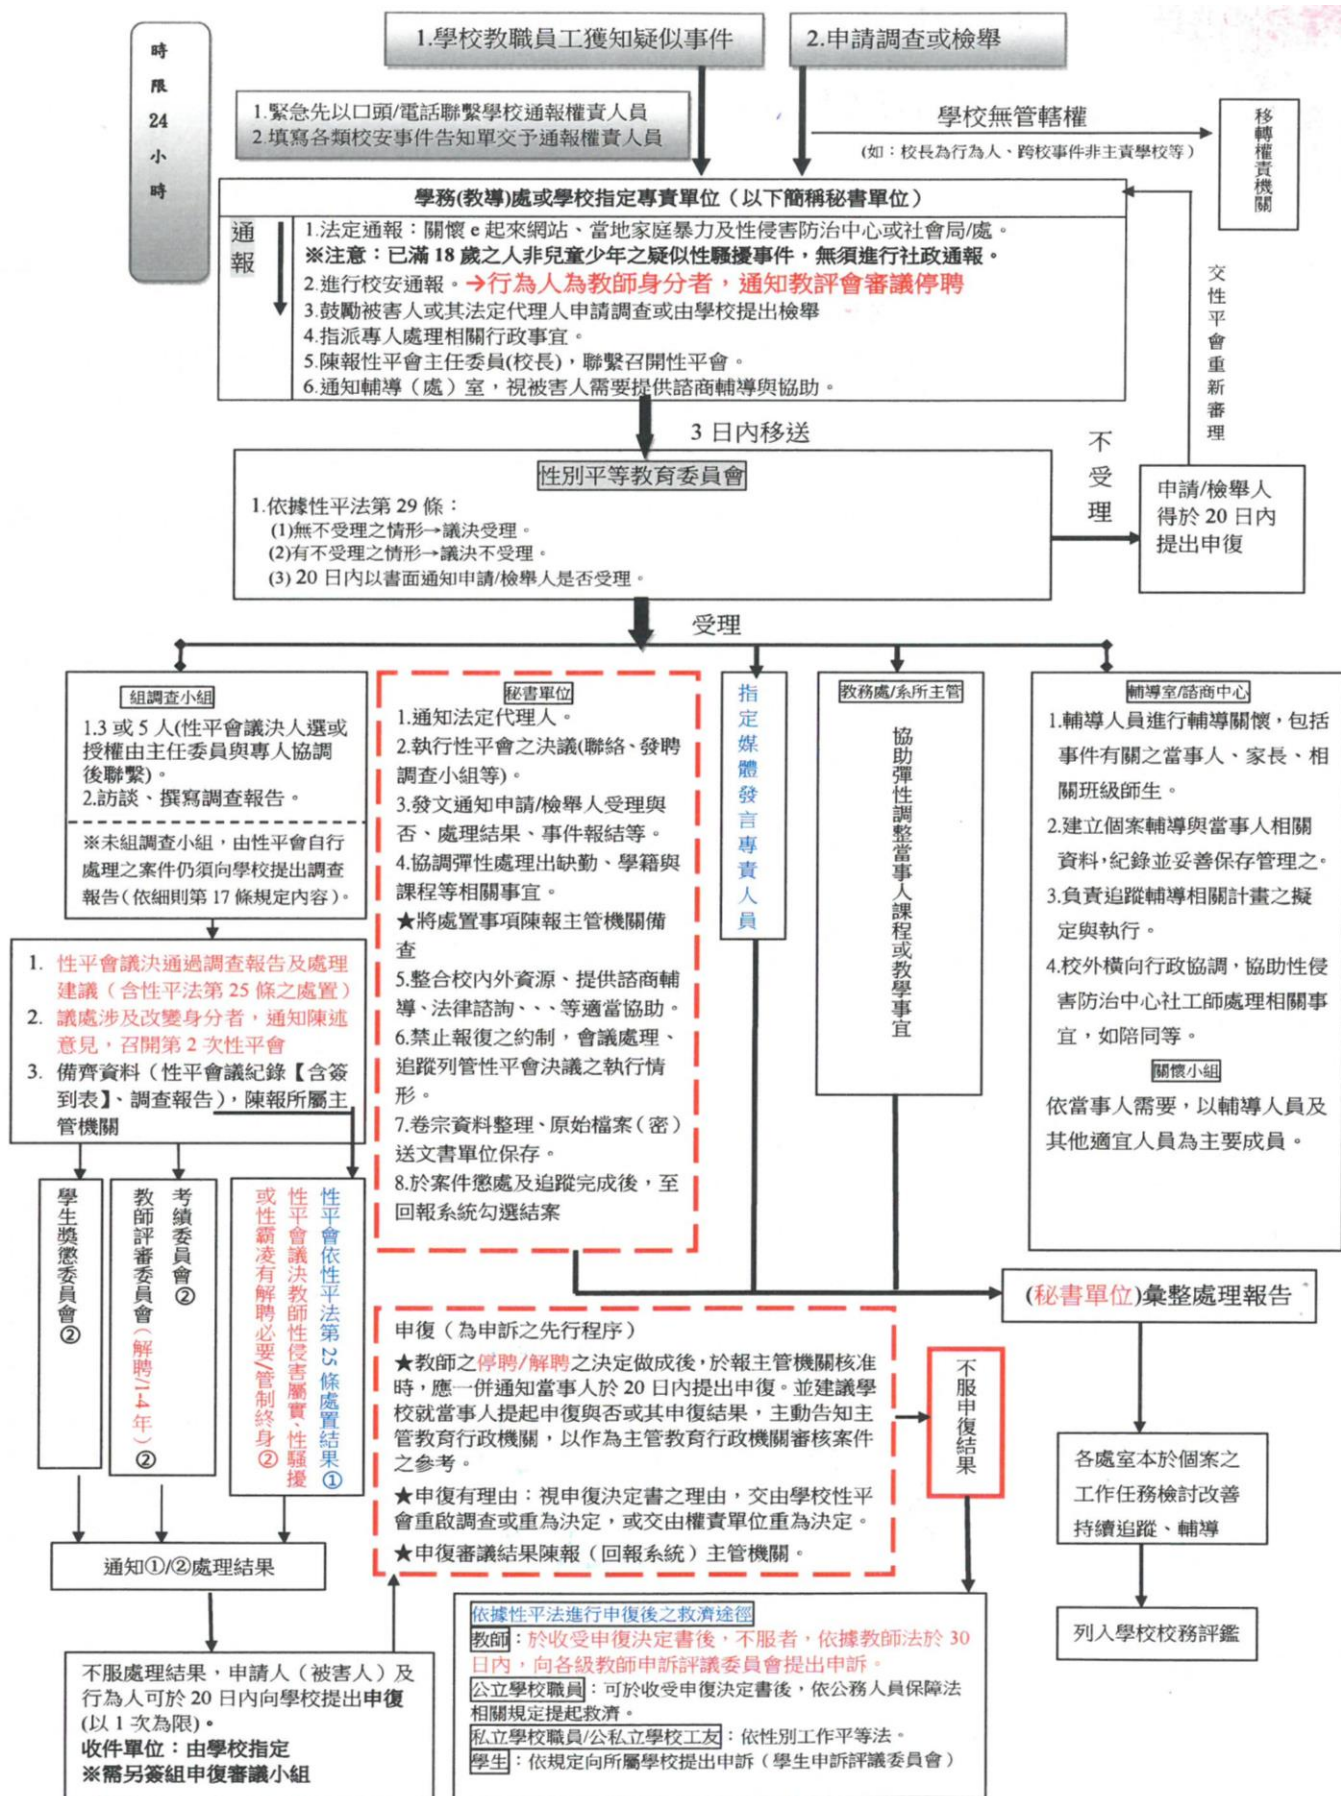 時
限
24
小
時
1.學校教職員工獲知疑似事件
2.申請調查或檢舉
1.緊急先以口頭/電話聯繫學校通報權責人員
2.填寫各類校安事件告知單交予通報權責人員
學校無管轄權
(如：校長為行為人、跨校事件非主責學校等)
移轉權責機關
學務(教導)處或學校指定專責單位（以下簡稱秘書單位）
通報
1.法定通報：關懷 e 起來網站、當地家庭暴力及性侵害防治中心或社會局/處。
※注意：已滿 18 歲之人非兒童少年之疑似性騷擾事件，無須進行社政通報。
2.進行校安通報。→行為人為教師身分者，通知教評會審議停聘
3.鼓勵被害人或其法定代理人申請調查或由學校提出檢舉
4.指派專人處理相關行政事宜。
5.陳報性平會主任委員(校長)，聯繫召開性平會。
6.通知輔導（處）室，視被害人需要提供諮商輔導與協助。
交性平會重新審理
3 日內移送
性別平等教育委員會
1.依據性平法第 29 條：
(1)無不受理之情形→議決受理。
(2)有不受理之情形→議決不受理。
(3) 20 日內以書面通知申請/檢舉人是否受理。
不受理
申請/檢舉人
得於 20 日內
提出申復
受理
組調查小組
1.3 或 5 人(性平會議決人選或
授權由主任委員與專人協調
後聯繫)。
2.訪談、撰寫調查報告。
※未組調查小組，由性平會自行
處理之案件仍須向學校提出調查
報告(依細則第 17 條規定內容)。
1. 性平會議決通過調查報告及處理
建議（含性平法第 25 條之處置）
2. 議處涉及改變身分者，通知陳述
意見，召開第 2 次性平會
3. 備齊資料（性平會議紀錄【含簽
到表】、調查報告），陳報所屬主
管機關
學生獎懲委員會②
考績委員會②
教師評審委員會（解聘/1-4 年）②
性平會依性平法第 25 條處置結果①
性平會議決教師性侵害屬實、性騷擾
或性霸凌有解聘必要/管制終身②
通知①/②處理結果
不服處理結果，申請人（被害人）及
行為人可於 20 日內向學校提出申復
(以 1 次為限)。
收件單位：由學校指定
※需另簽組申復審議小組
秘書單位
1.通知法定代理人。
2.執行性平會之決議(聯絡、發聘
調查小組等)。
3.發文通知申請/檢舉人受理與
否、處理結果、事件報結等。
4.協調彈性處理出缺勤、學籍與
課程等相關事宜。
★將處置事項陳報主管機關備
查
5.整合校內外資源、提供諮商輔
導、法律諮詢、、、等適當協助。
6.禁止報復之約制，會議處理、
追蹤列管性平會決議之執行情
形。
7.卷宗資料整理、原始檔案（密）
送文書單位保存。
8.於案件懲處及追蹤完成後，至
回報系統勾選結案
指定媒體發言專責人員
教務處/系所主管
協助彈性調整當事人課程或教學事宜
輔導室/諮商中心
1.輔導人員進行輔導關懷，包括
事件有關之當事人、家長、相
關班級師生。
2.建立個案輔導與當事人相關
資料，紀錄並妥善保存管理之。
3.負責追蹤輔導相關計畫之擬
定與執行。
4.校外橫向行政協調，協助性侵
害防治中心社工師處理相關事
宜，如陪同等。
關懷小組
依當事人需要，以輔導人員及
其他適宜人員為主要成員。
(秘書單位)彙整處理報告
各處室本於個案之
工作任務檢討改善
持續追蹤、輔導
列入學校校務評鑑
申復（為申訴之先行程序）
★教師之停聘/解聘之決定做成後，於報主管機關核准
時，應一併通知當事人於 20 日內提出申復。並建議學
校就當事人提起申復與否或其申復結果，主動告知主
管教育行政機關，以作為主管教育行政機關審核案件
之參考。
★申復有理由：視申復決定書之理由，交由學校性平
會重啟調查或重為決定，或交由權責單位重為決定。
★申復審議結果陳報（回報系統）主管機關。
不服申復結果
依據性平法進行申復後之救濟途徑
教師：於收受申復決定書後，不服者，依據教師法於 30
日內，向各級教師申訴評議委員會提出申訴。
公立學校職員：可於收受申復決定書後，依公務人員保障法
相關規定提起救濟。
私立學校職員/公私立學校工友：依性別工作平等法。
學生：依規定向所屬學校提出申訴（學生申訴評議委員會）